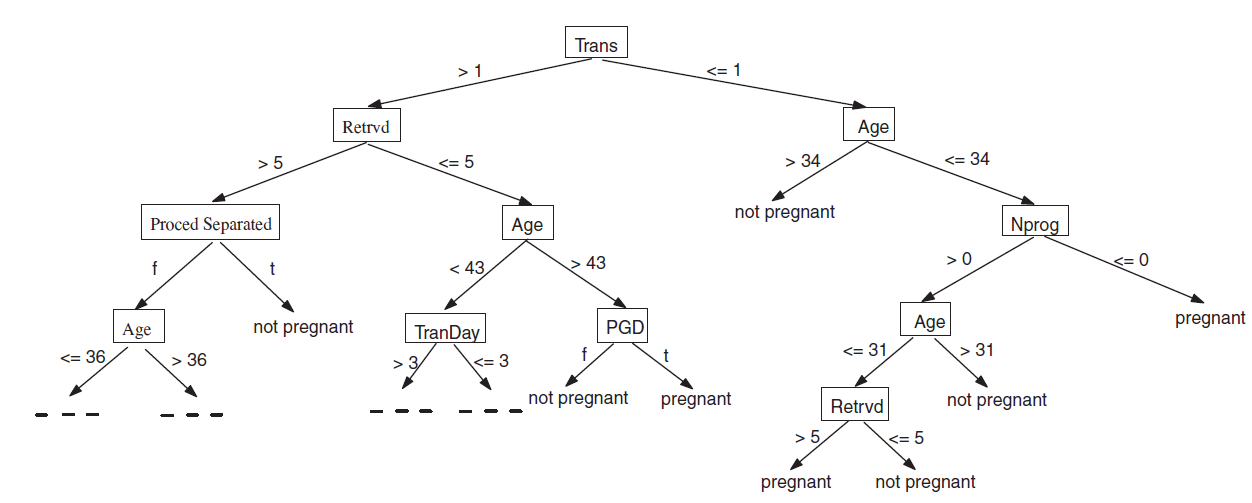 Trans
> 1
<= 1
Retrvd
Age
> 5
<= 5
> 34
<= 34
Proced Separated
Age
not pregnant
Nprog
f
t
< 43
> 43
> 0
<= 0
Age
not pregnant
TranDay
PGD
Age
pregnant
<= 36
> 36
> 3
<= 3
f
t
<= 31
> 31
not pregnant
pregnant
Retrvd
not pregnant
> 5
<= 5
pregnant
not pregnant